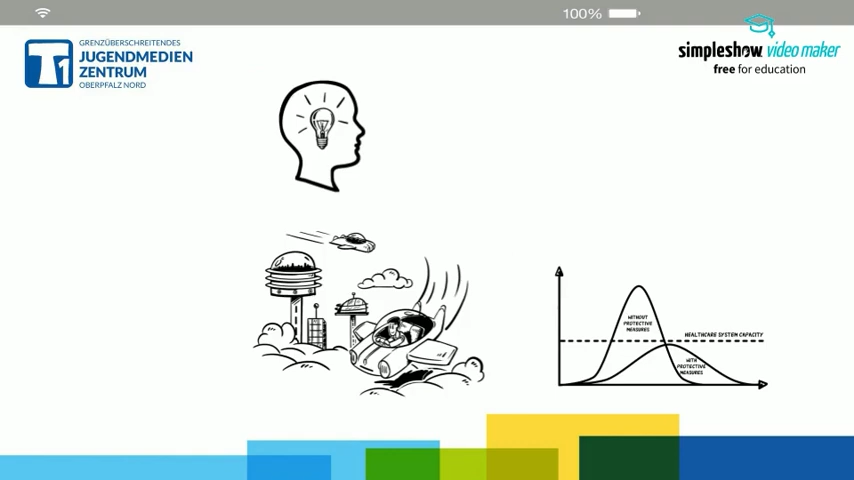 100%
T1
GRENZÜBERSCHREITENDES
JUGENDMEDIEN
ZENTRUM
OBERPFALZ NORD
simpleshow video maker
free for education
WITHOUT
PROTECTIVE
MEASURES
HEALTHCARE SYSTEM CAPACITY
WITH
PROTECTIVE
MEASURES